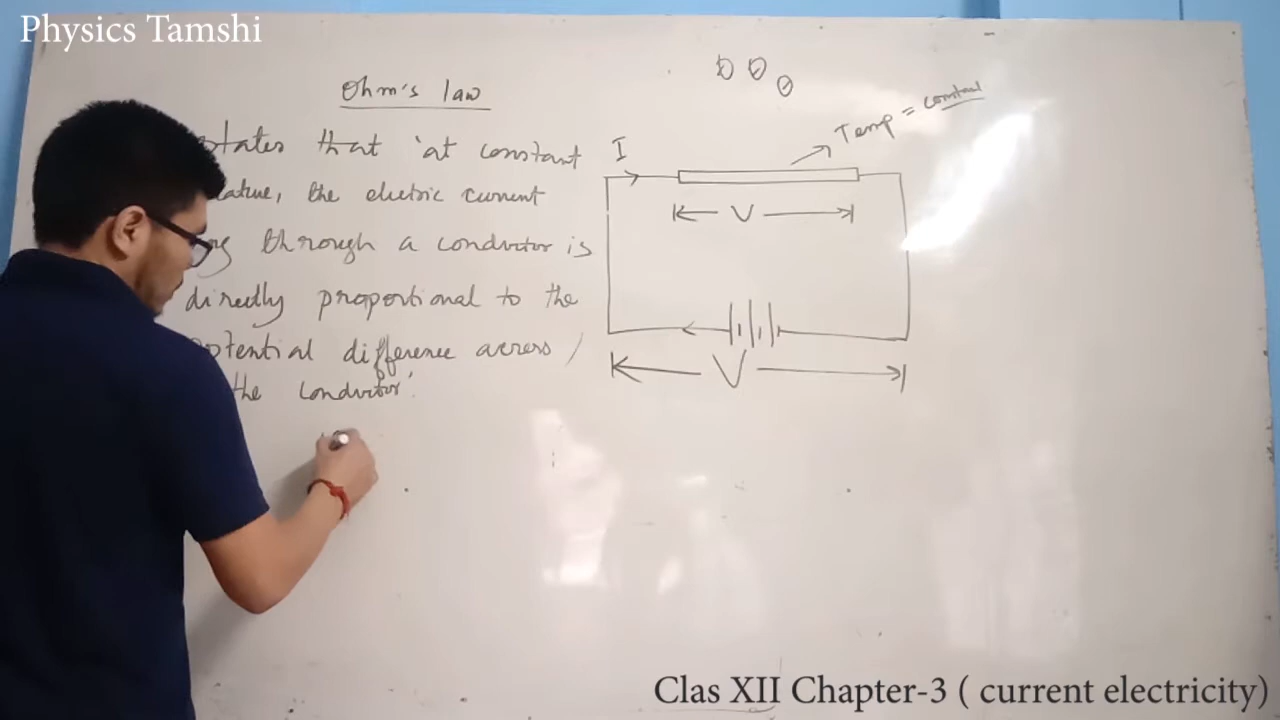 Physics Tamshi
Ohm's law
states that 'at constant
the electric current
through a conductor is
directly proportional to the
potential difference across /
the conductor'.
I
Temp = constant
V
V
Clas XII Chapter-3 ( current electricity)